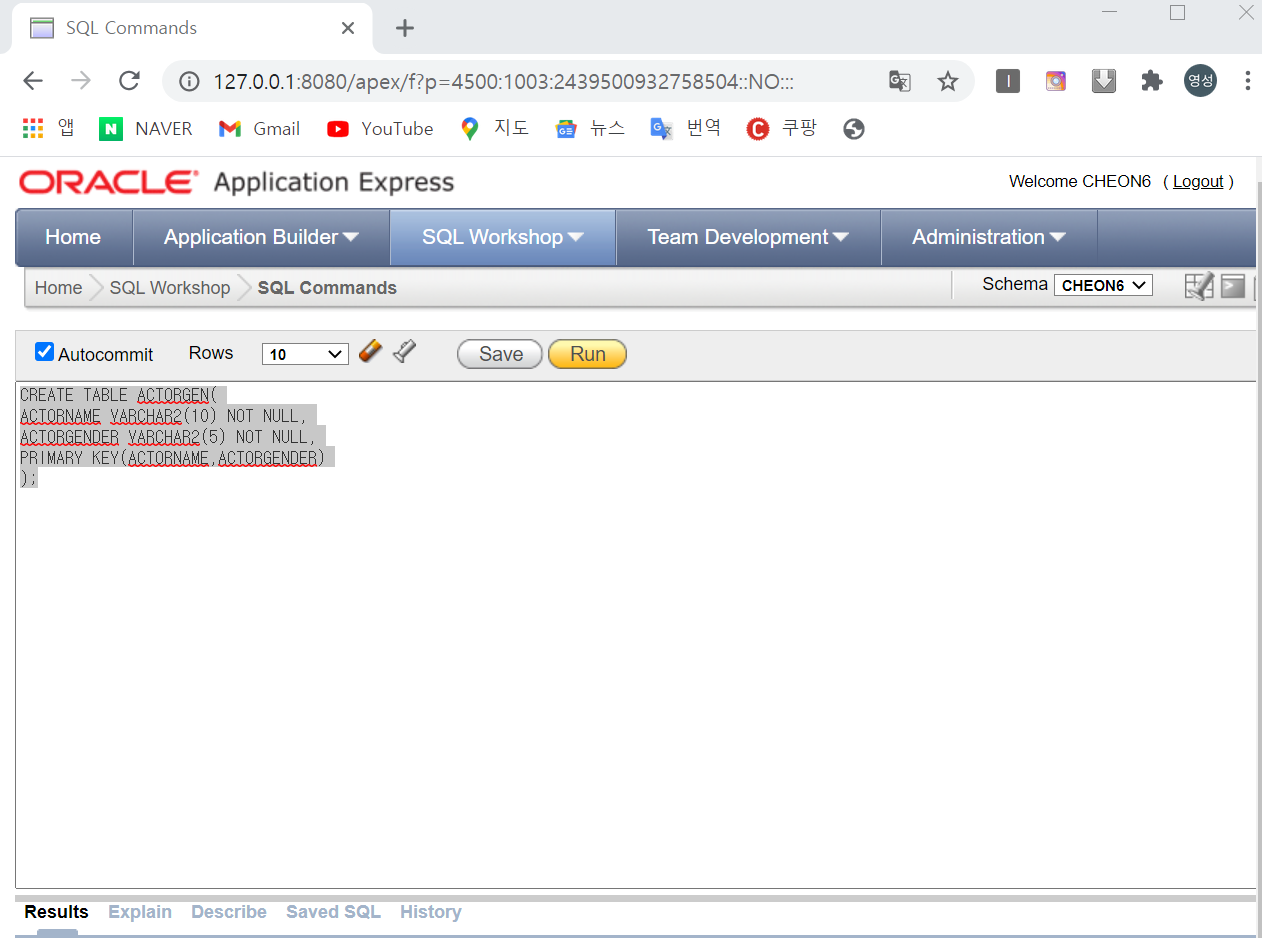 SQL Commands
127.0.0.1:8080/apex/f?p=4500:1003:2439500932758504::NO:::
영성
앱 NAVER Gmail YouTube 지도 뉴스 번역 쿠팡
ORACLE Application Express
Welcome CHEON6 ( Logout )
Home Application Builder SQL Workshop Team Development Administration
Home SQL Workshop SQL Commands Schema CHEON6
Autocommit Rows 10 Save Run
CREATE TABLE ACTORGEN(
ACTORNAME VARCHAR2(10) NOT NULL,
ACTORGENDER VARCHAR2(5) NOT NULL,
PRIMARY KEY(ACTORNAME,ACTORGENDER)
);
Results Explain Describe Saved SQL History